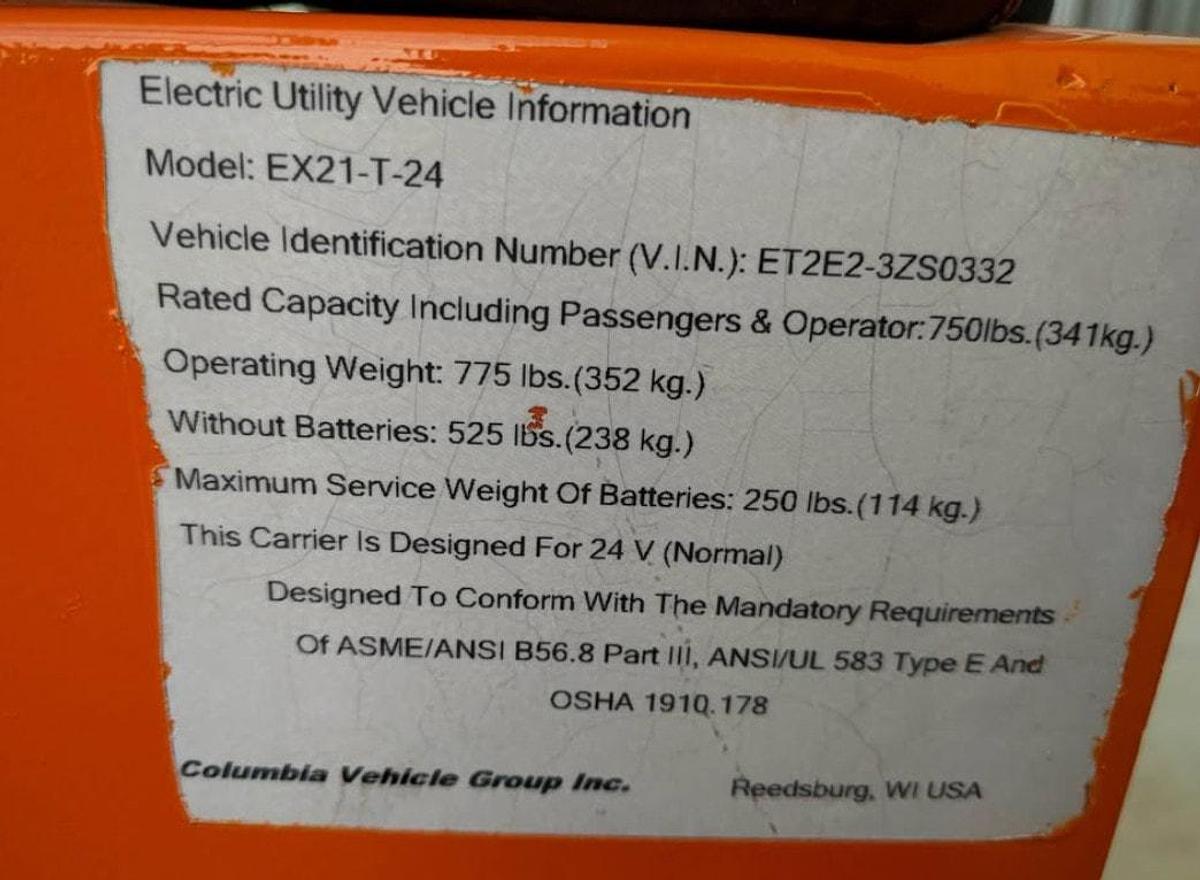 Electric Utility Vehicle Information
Model: EX21-T-24
Vehicle Identification Number (V.I.N.): ET2E2-3ZS0332
Rated Capacity Including Passengers & Operator:750lbs.(341kg.)
Operating Weight: 775 lbs.(352 kg.)
Without Batteries: 525 lbs.(238 kg.)
Maximum Service Weight Of Batteries: 250 lbs.(114 kg.)
This Carrier Is Designed For 24 V (Normal)
Designed To Conform With The Mandatory Requirements
Of ASME/ANSI B56.8 Part III, ANSI/UL 583 Type E And
OSHA 1910.178
Columbia Vehicle Group Inc. Reedsburg, WI USA